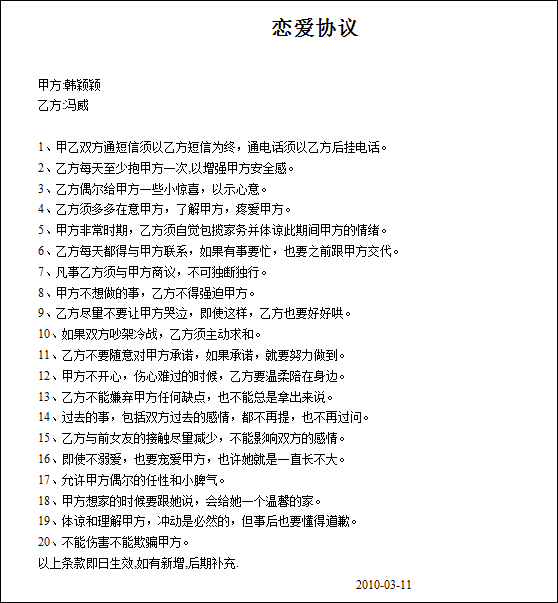 恋爱协议
甲方:韩颖颖
乙方:冯威
1、甲乙双方通短信须以乙方短信为终，通电话须以乙方后挂电话。
2、乙方每天至少抱甲方一次,以增强甲方安全感。
3、乙方偶尔给甲方一些小惊喜，以示心意。
4、乙方须多多在意甲方，了解甲方，疼爱甲方。
5、甲方非常时期，乙方须自觉包揽家务并体谅此期间甲方的情绪。
6、乙方每天都得与甲方联系，如果有事要忙，也要之前跟甲方交代。
7、凡事乙方须与甲方商议，不可独断独行。
8、甲方不想做的事，乙方不得强迫甲方。
9、乙方尽量不要让甲方哭泣，即使这样，乙方也要好好哄。
10、如果双方吵架冷战，乙方须主动求和。
11、乙方不要随意对甲方承诺，如果承诺，就要努力做到。
12、甲方不开心，伤心难过的时候，乙方要温柔陪在身边。
13、乙方不能嫌弃甲方任何缺点，也不能总是拿出来说。
14、过去的事，包括双方过去的感情，都不再提，也不再过问。
15、乙方与前女友的接触尽量减少，不能影响双方的感情。
16、即使不溺爱，也要宠爱甲方，也许她就是一直长不大。
17、允许甲方偶尔的任性和小脾气。
18、甲方想家的时候要跟她说，会给她一个温馨的家。
19、体谅和理解甲方，冲动是必然的，但事后也要懂得道歉。
20、不能伤害不能欺骗甲方。
以上条款即日生效,如有新增,后期补充.
2010-03-11